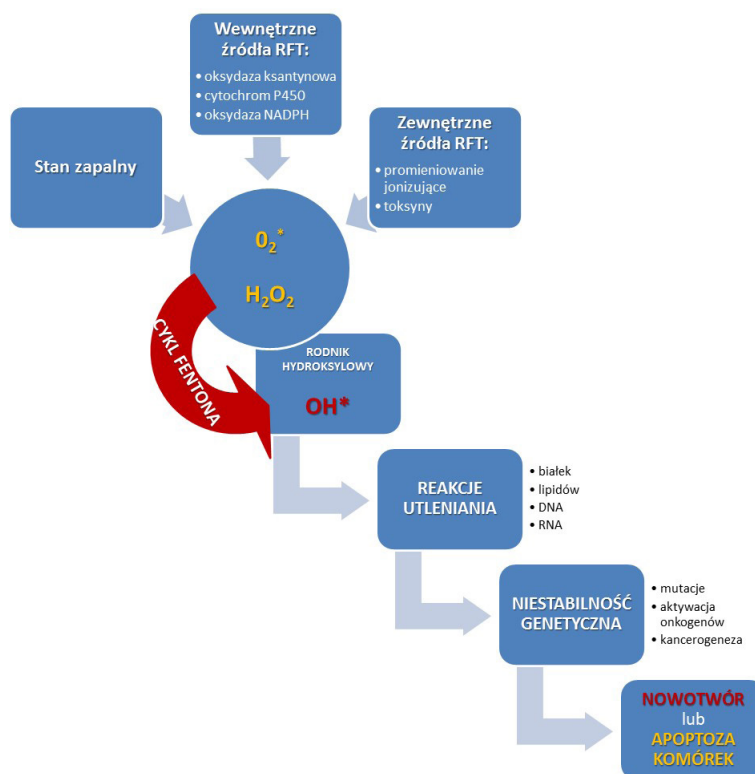 Wewnętrzne
źródła RFT:
• oksydaza ksantynowa
• cytochrom P450
• oksydaza NADPH
Stan zapalny
Zewnętrzne
źródła RFT:
• promieniowanie
jonizujące
• toksyny
0₂*
H₂O₂
CYKL FENTONA
RODNIK
HYDROKSYLOWY
OH*
REAKCJE
UTLENIANIA
• białek
• lipidów
• DNA
• RNA
NIESTABILNOŚĆ
GENETYCZNA
• mutacje
• aktywacja
onkogenów
• kancerogeneza
NOWOTWÓR
lub
APOPTOZA
KOMÓREK